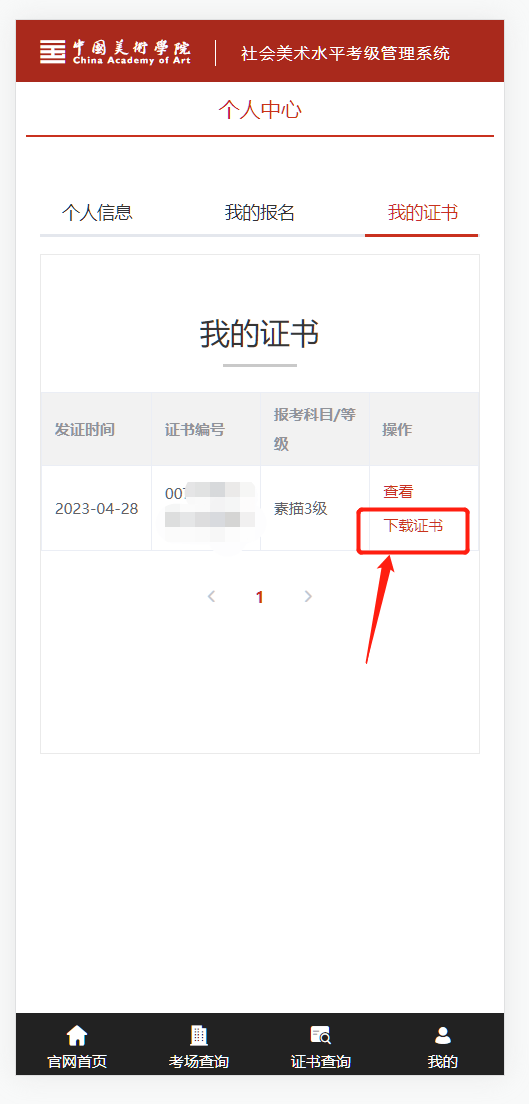 中国美術學院
China Academy of Art
社会美术水平考级管理系统
个人中心
个人信息 我的报名 我的证书
我的证书
发证时间 证书编号 报考科目/等级 操作
2023-04-28 007 素描3级 查看
下载证书
1
官网首页 考场查询 证书查询 我的